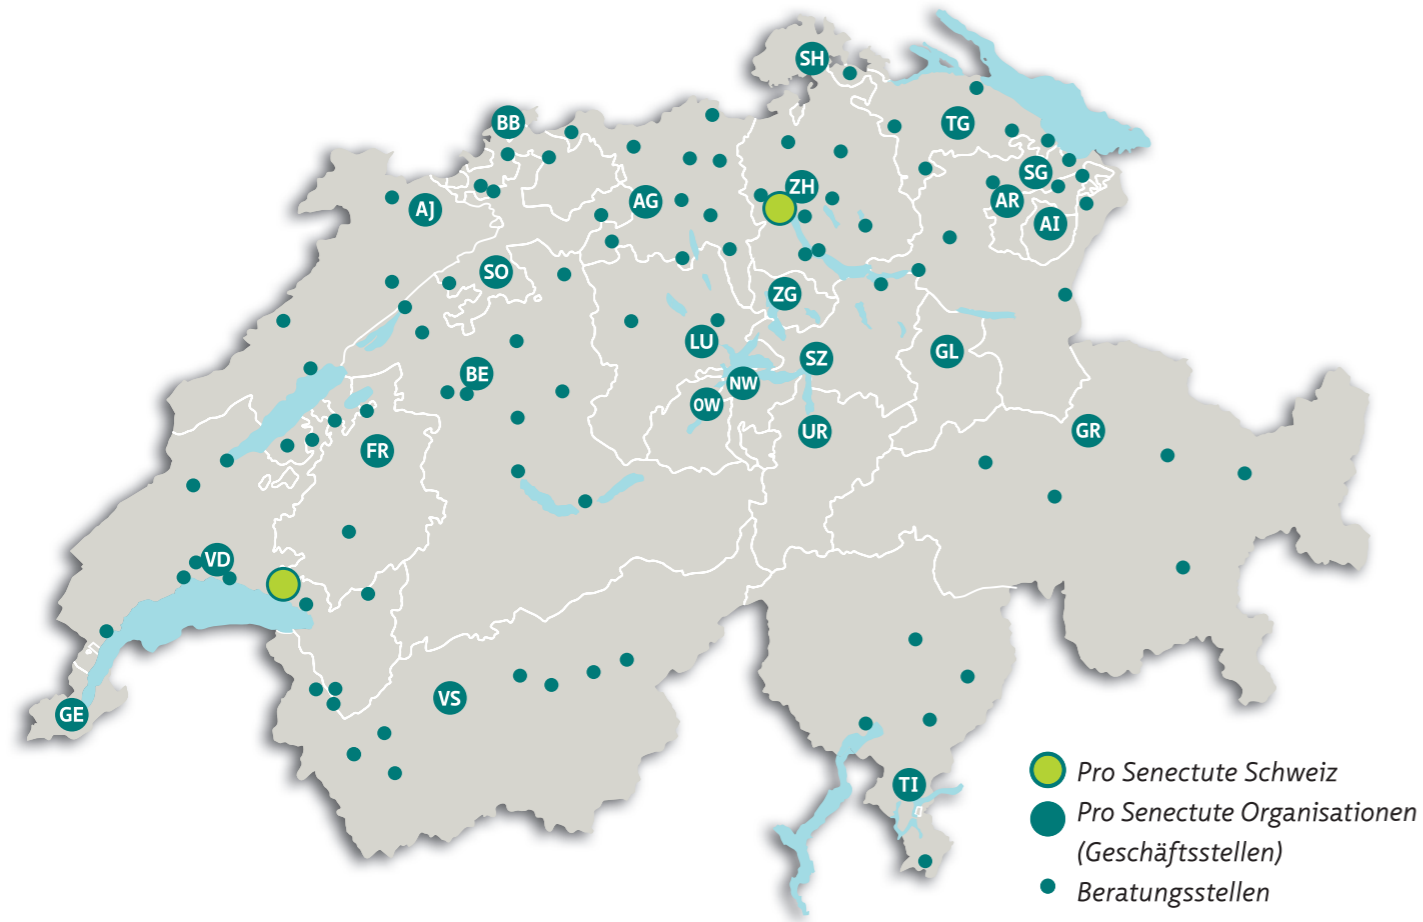 SH
BB
TG
SG
ZH
AG
AR
AJ
AI
SO
ZG
LU
SZ
GL
BE
NW
OW
UR
GR
FR
VD
VS
GE
TI
Pro Senectute Schweiz
Pro Senectute Organisationen
(Geschäftsstellen)
Beratungsstellen